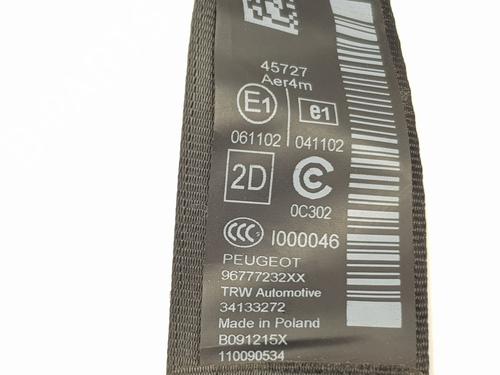 45727
Aer4m
E1 e1
061102 041102
2D C
0C302
CCC I000046
PEUGEOT
96777232XX
TRW Automotive
34133272
Made in Poland
B091215X
110090534